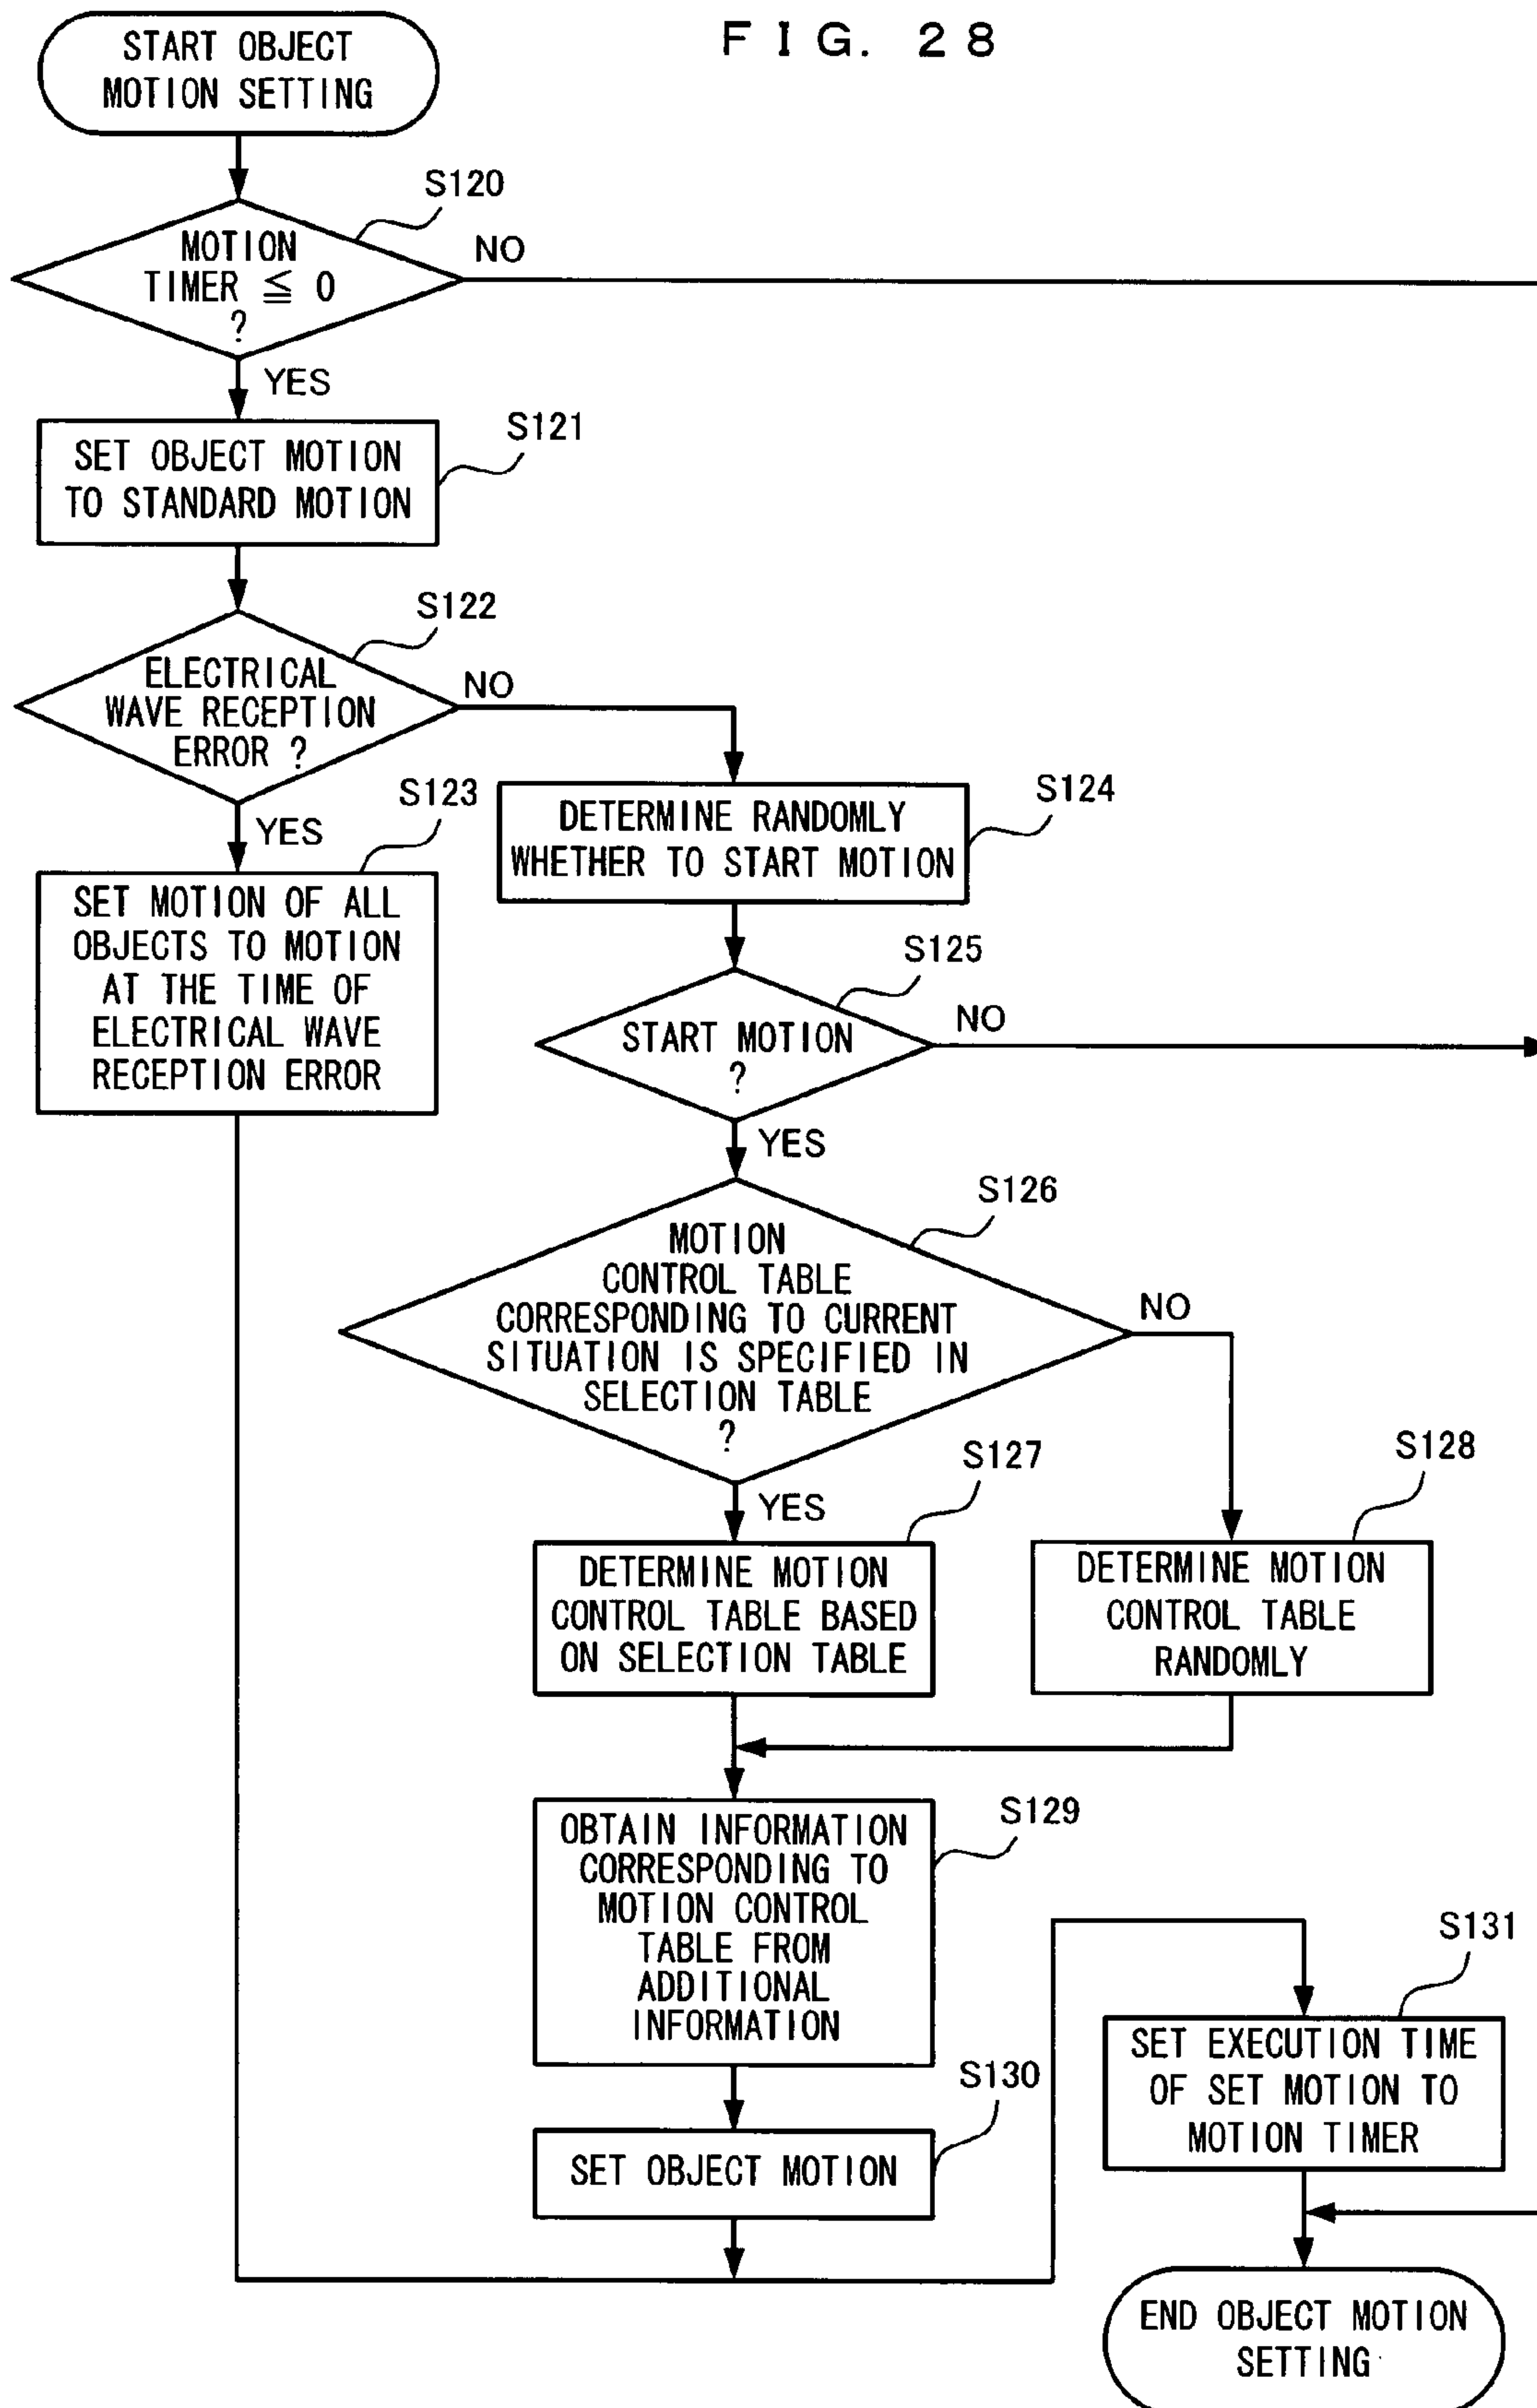 FIG. 28
START OBJECT
MOTION SETTING
S120
MOTION
TIMER ≦ 0
?
NO
YES
S121
SET OBJECT MOTION
TO STANDARD MOTION
S122
ELECTRICAL
WAVE RECEPTION
ERROR ?
NO
YES
S123
SET MOTION OF ALL
OBJECTS TO MOTION
AT THE TIME OF
ELECTRICAL WAVE
RECEPTION ERROR
S124
DETERMINE RANDOMLY
WHETHER TO START MOTION
S125
START MOTION
?
NO
YES
S126
MOTION
CONTROL TABLE
CORRESPONDING TO CURRENT
SITUATION IS SPECIFIED IN
SELECTION TABLE
?
NO
YES
S127
DETERMINE MOTION
CONTROL TABLE BASED
ON SELECTION TABLE
S128
DETERMINE MOTION
CONTROL TABLE
RANDOMLY
S129
OBTAIN INFORMATION
CORRESPONDING TO
MOTION CONTROL
TABLE FROM
ADDITIONAL
INFORMATION
S130
SET OBJECT MOTION
S131
SET EXECUTION TIME
OF SET MOTION TO
MOTION TIMER
END OBJECT MOTION
SETTING